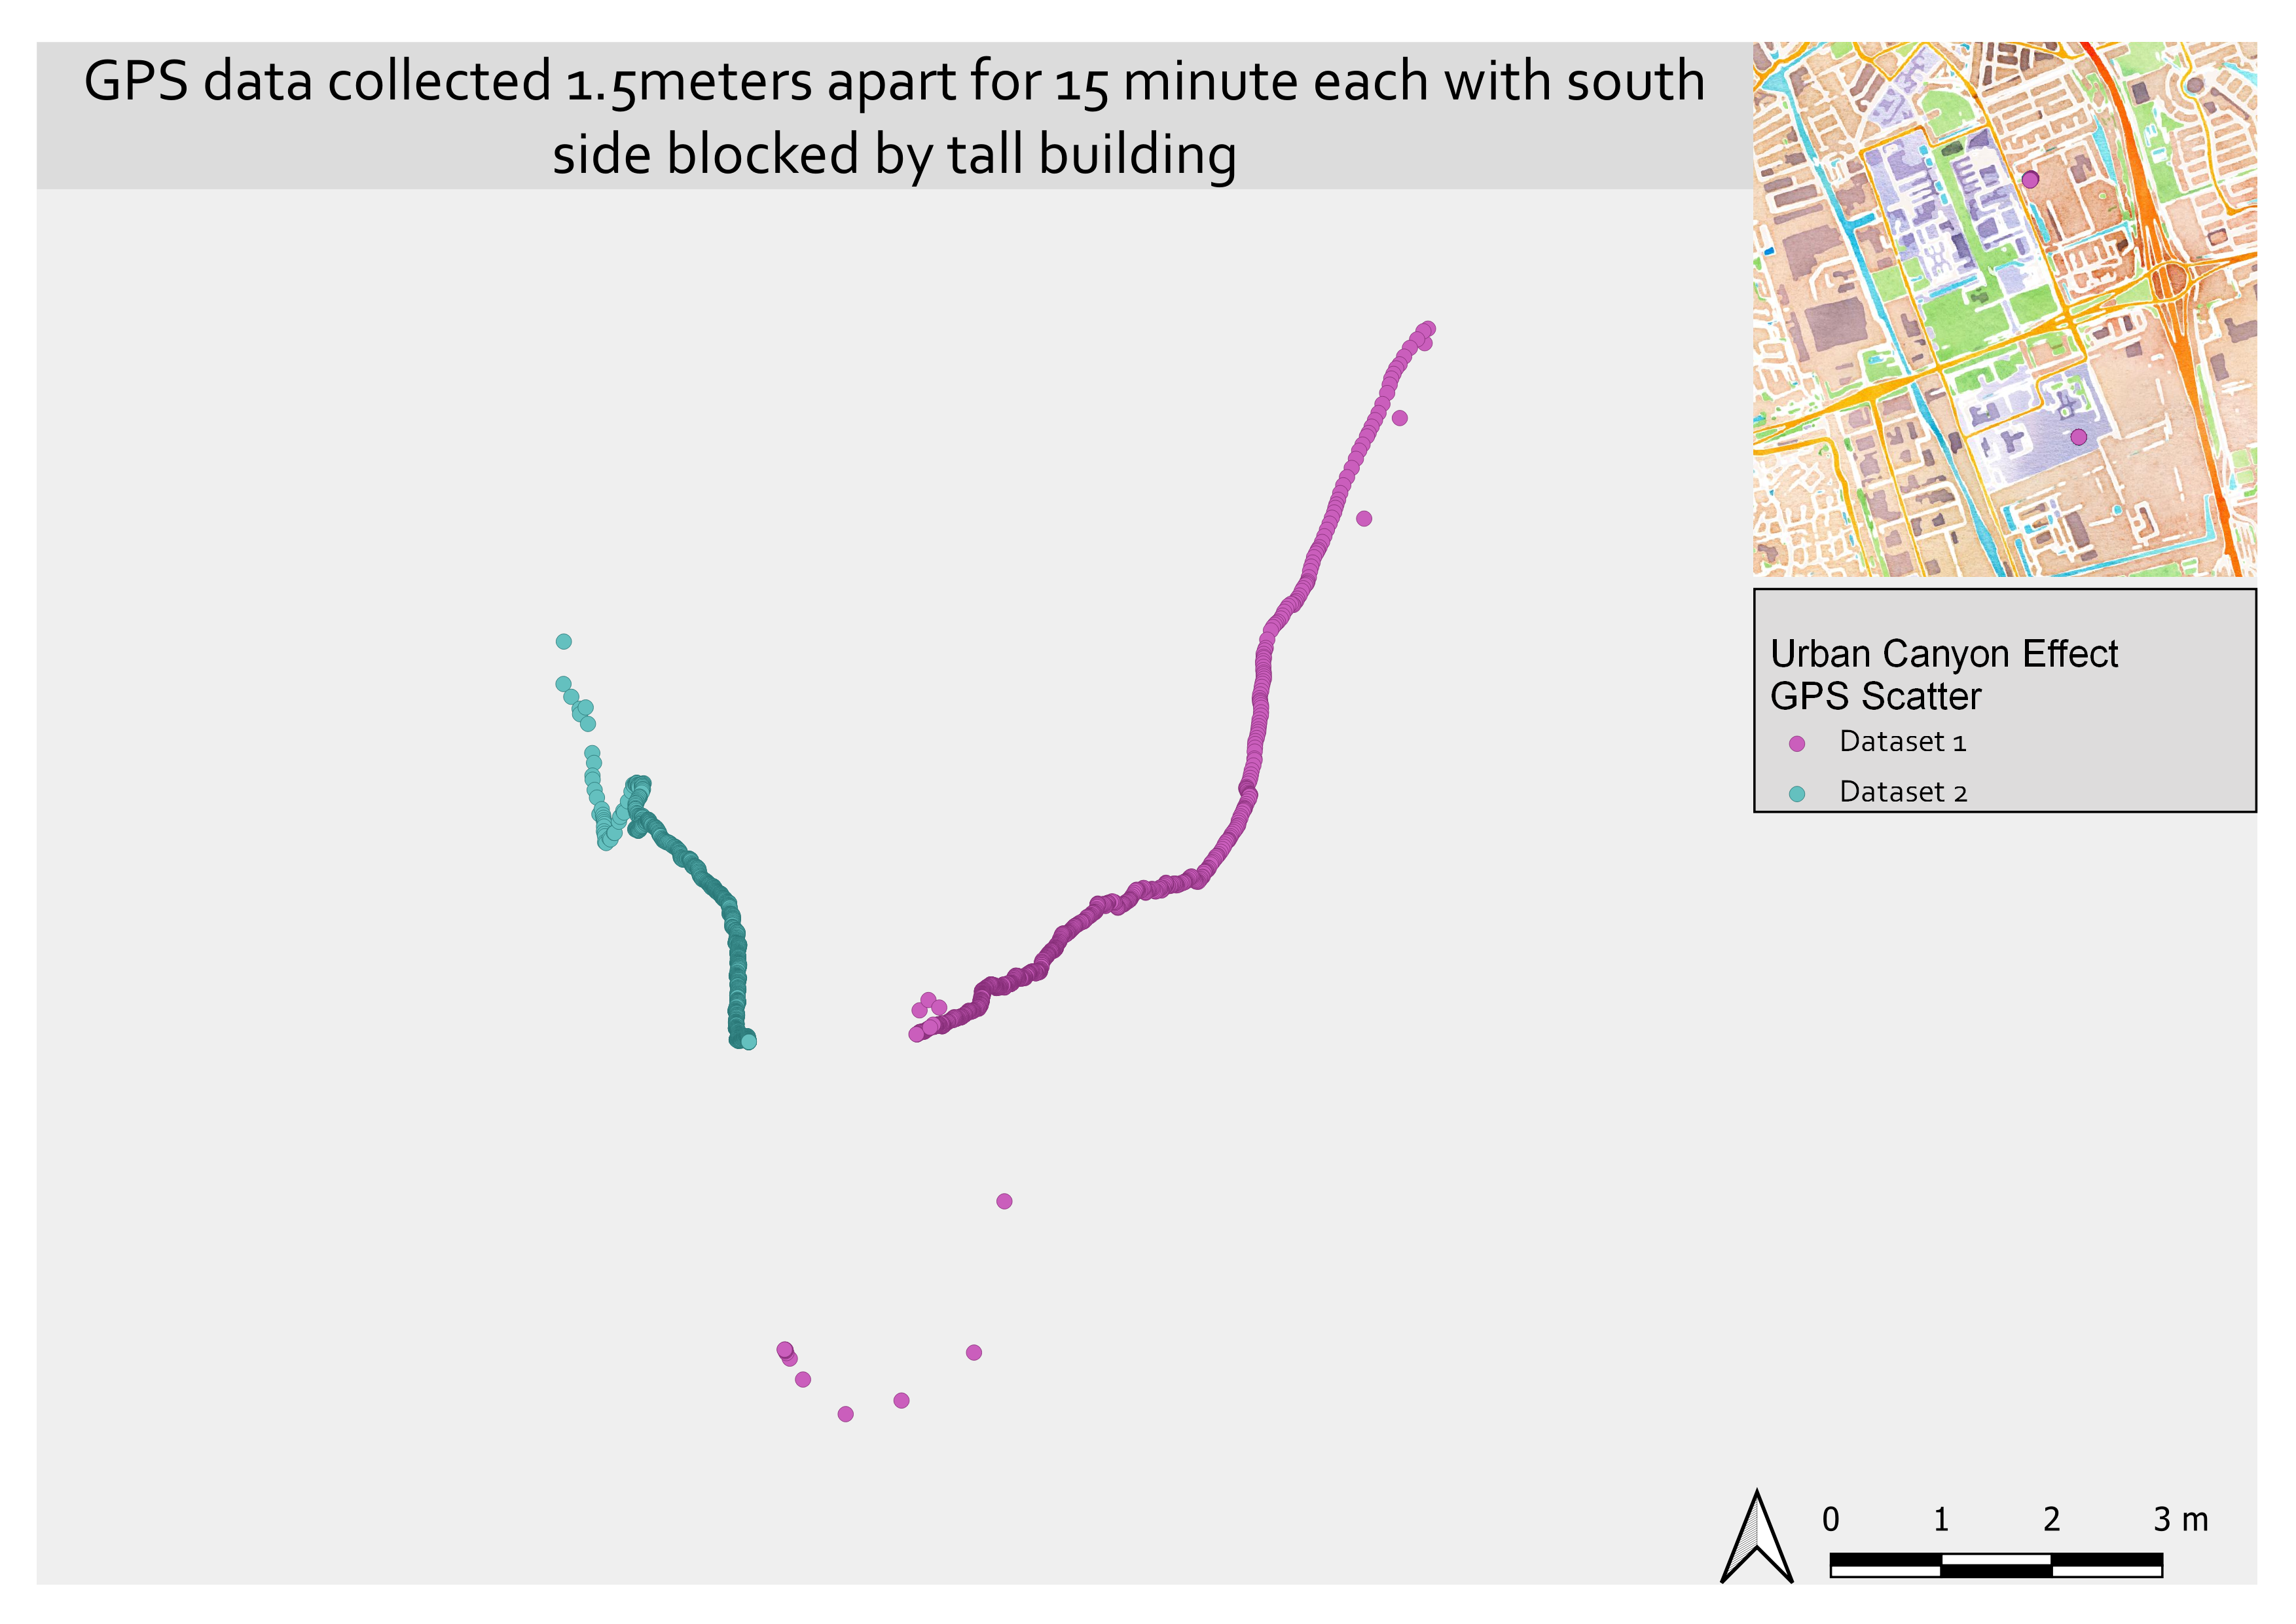 GPS data collected 1.5meters apart for 15 minute each with south
side blocked by tall building
Urban Canyon Effect
GPS Scatter
Dataset 1
Dataset 2
0 1 2 3 m